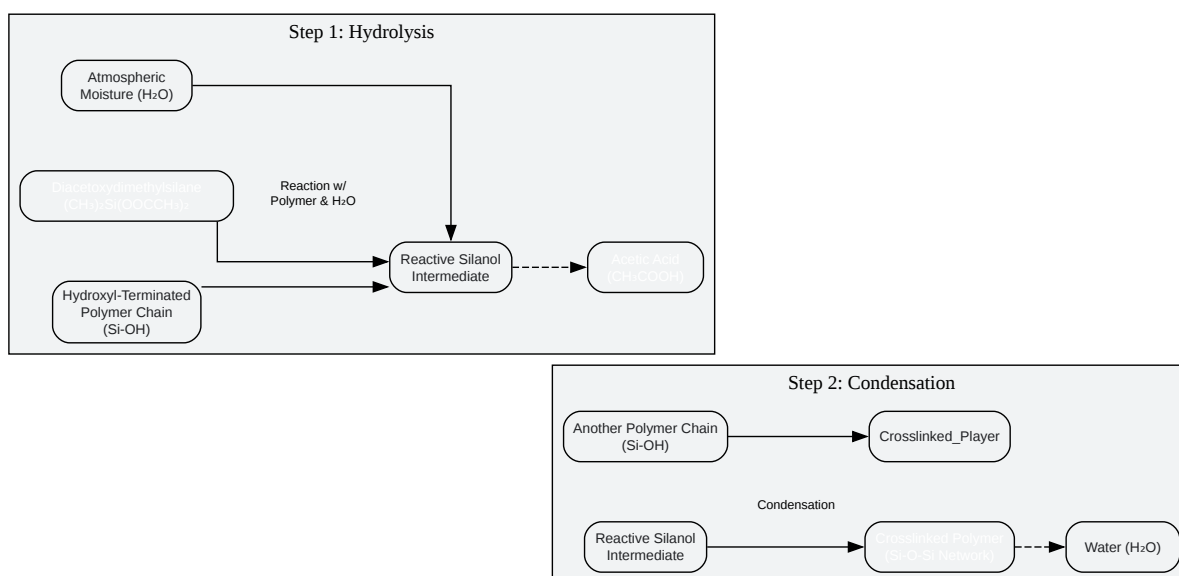 Step 1: Hydrolysis
Atmospheric
Moisture (H₂O)
Diacetoxydimethylsilane
(CH₃)₂Si(OOCCH₃)₂
Reaction w/
Polymer & H₂O
Reactive Silanol
Intermediate
Acetic Acid
(CH₃COOH)
Hydroxyl-Terminated
Polymer Chain
(Si-OH)
Step 2: Condensation
Another Polymer Chain
(Si-OH)
Crosslinked_Player
Condensation
Reactive Silanol
Intermediate
Crosslinked Polymer
(Si-O-Si Network)
Water (H₂O)